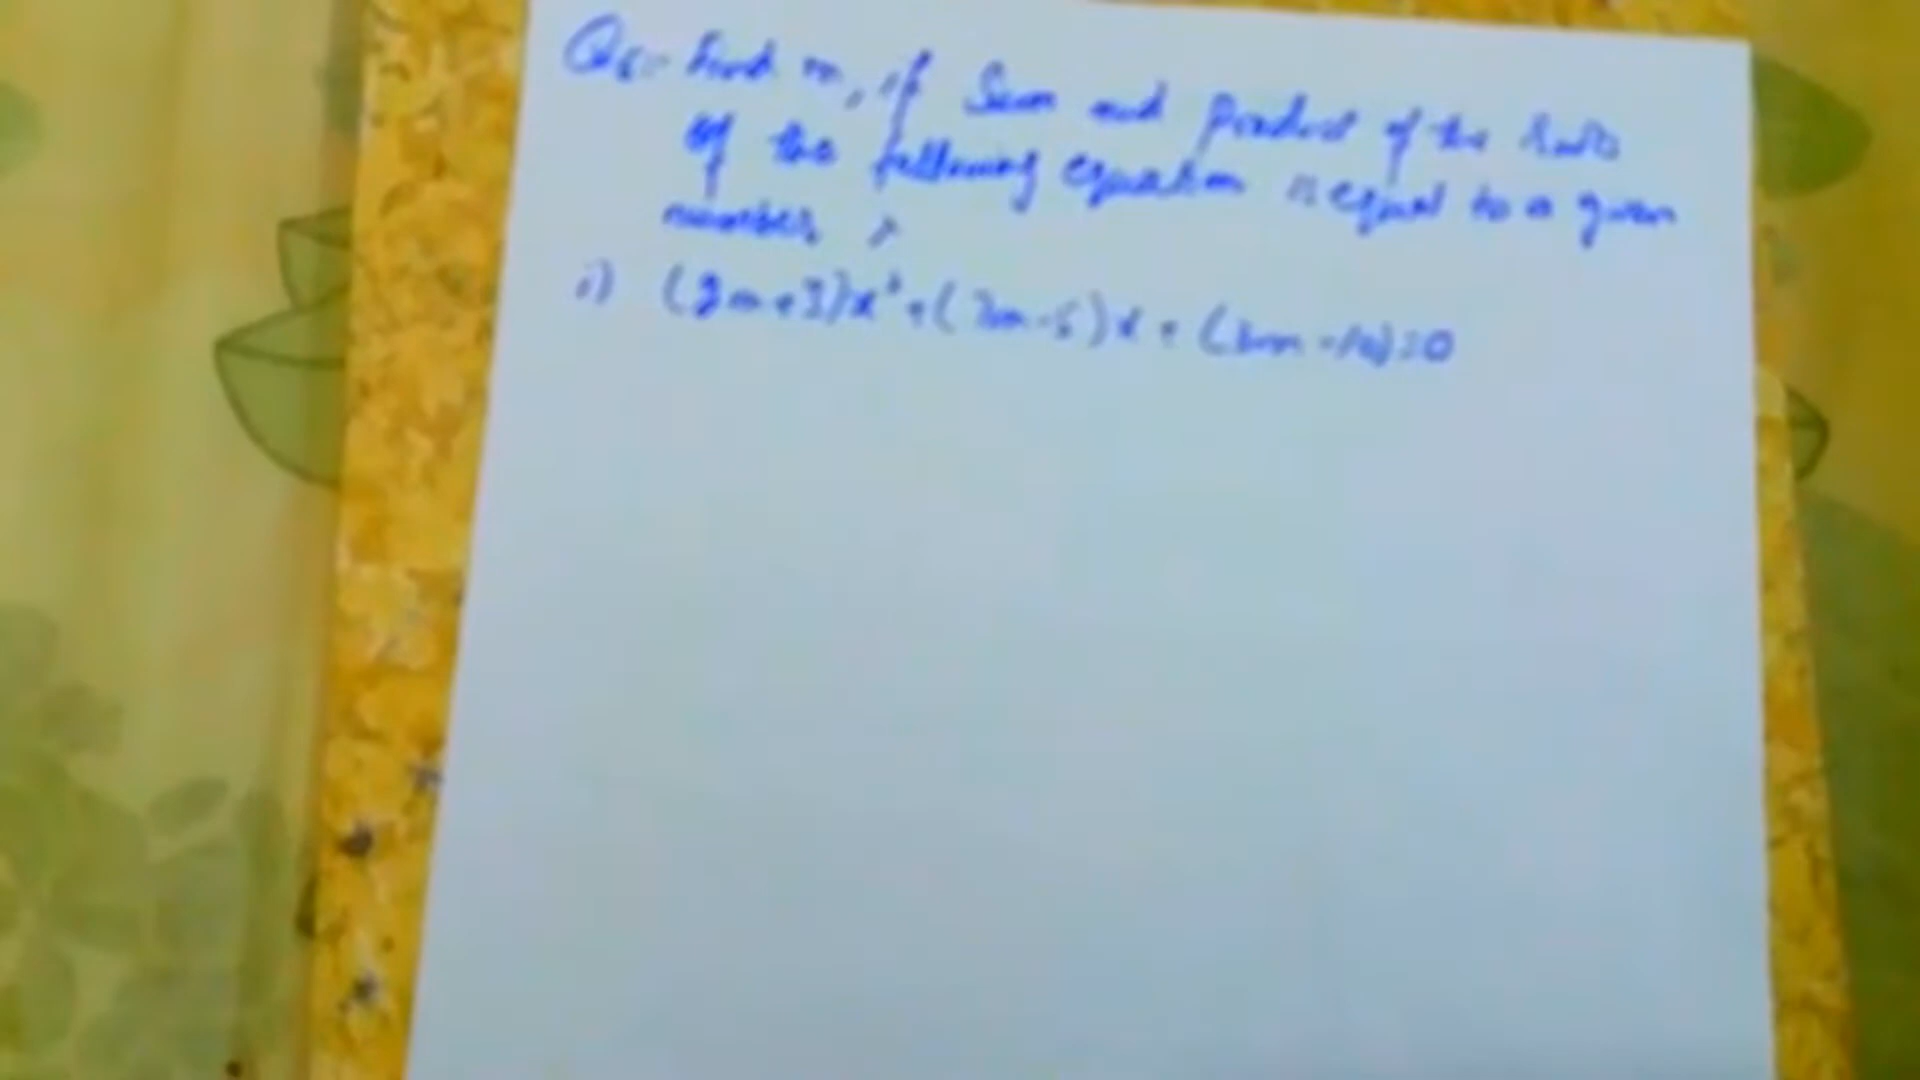 Q6:- Find m, if Sum and Product of the Roots
of the following equation is equal to a given
number λ
i) (2m+3)x²+(7m-5)x+(3m-10)=0